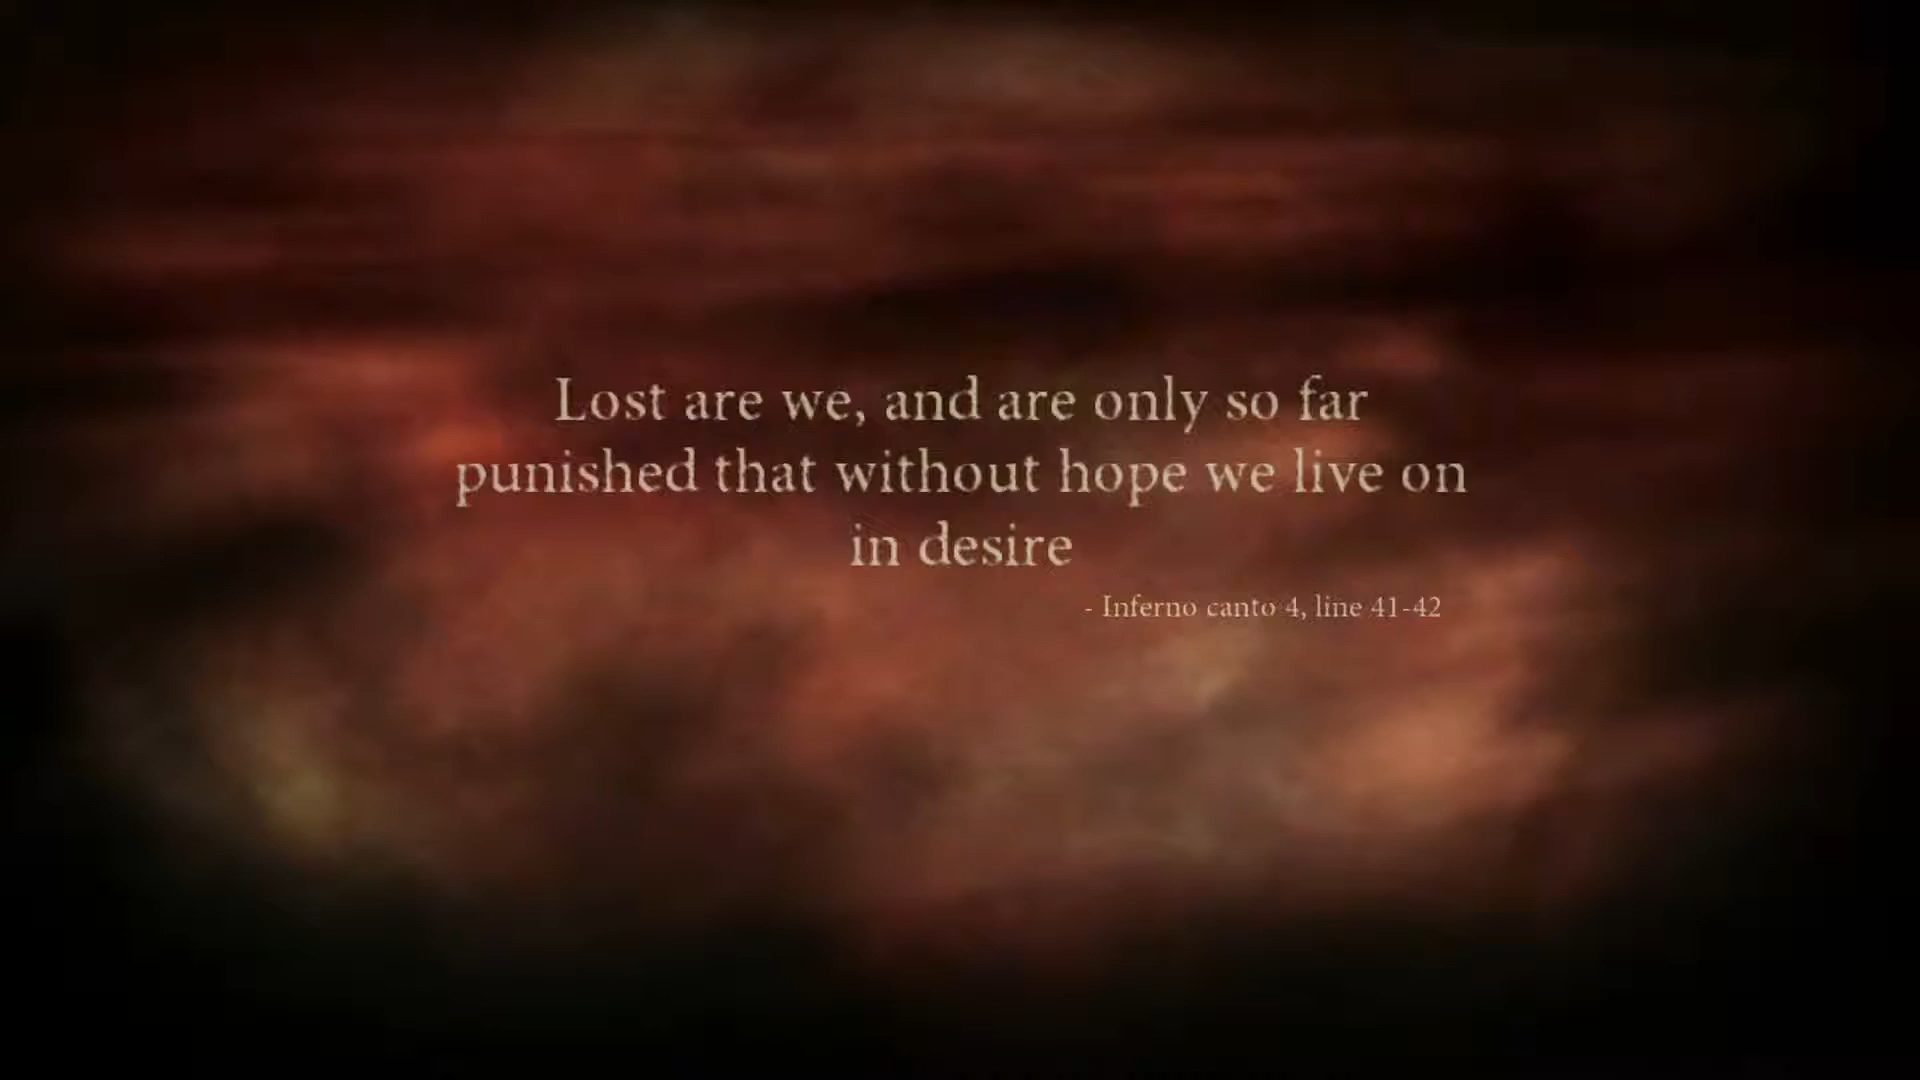 Lost are we, and are only so far
punished that without hope we live on
in desire
- Inferno canto 4, line 41-42